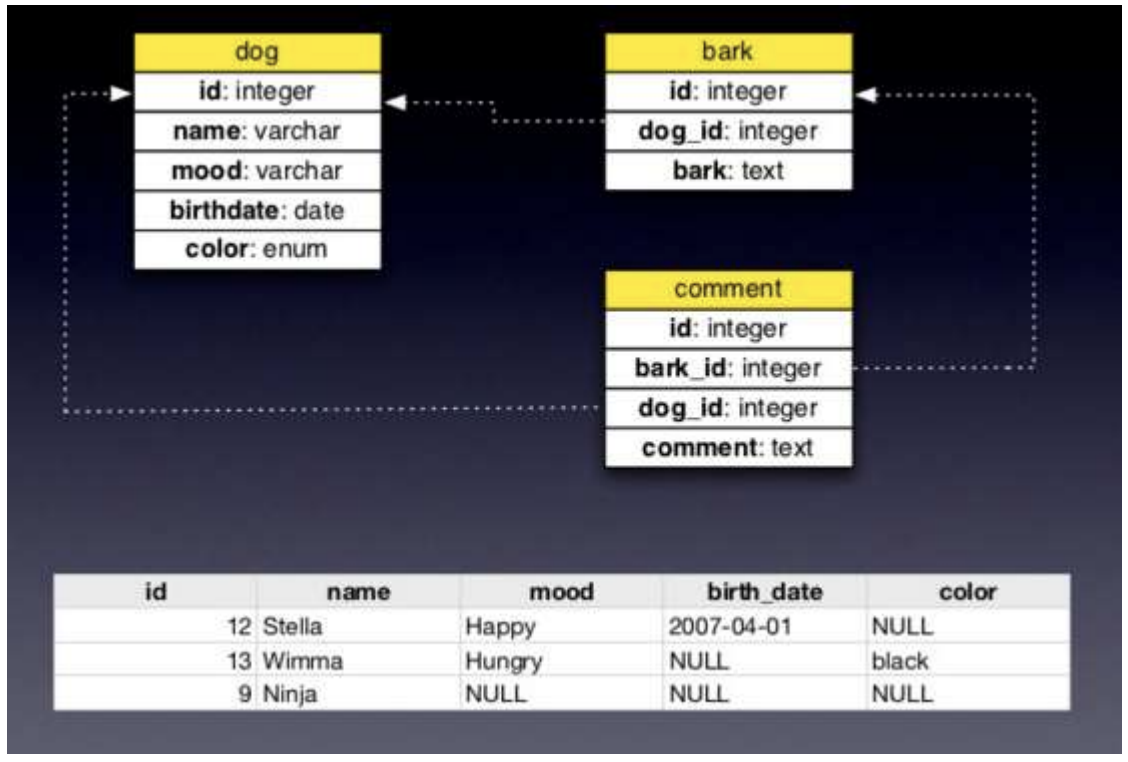 dog
id: integer
name: varchar
mood: varchar
birthdate: date
color: enum
bark
id: integer
dog_id: integer
bark: text
comment
id: integer
bark_id: integer
dog_id: integer
comment: text
id name mood birth_date color
12 Stella Happy 2007-04-01 NULL
13 Wimma Hungry NULL black
9 Ninja NULL NULL NULL